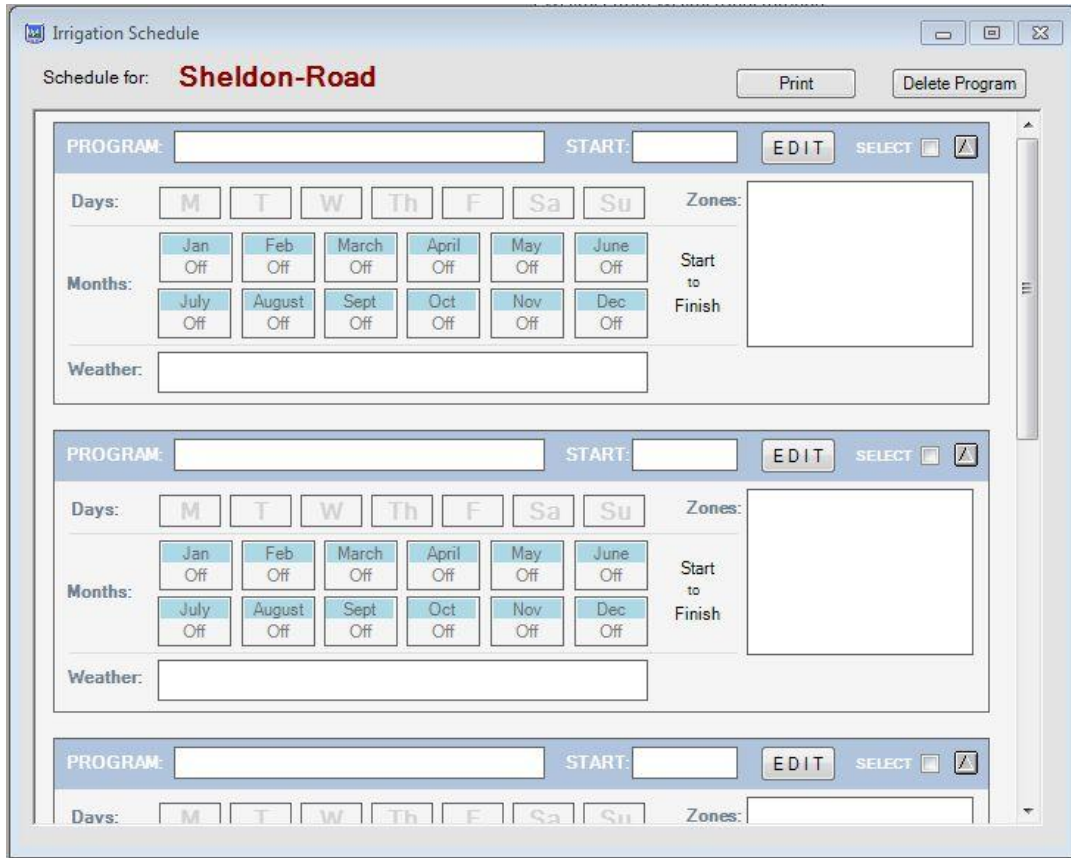 Irrigation Schedule
Schedule for: Sheldon-Road Print Delete Program
PROGRAM: START: EDIT SELECT
Days: M T W Th F Sa Su Zones:
Jan Feb March April May June
Off Off Off Off Off Off
Months:
July August Sept Oct Nov Dec
Off Off Off Off Off Off
Start
to
Finish
Weather:
PROGRAM: START: EDIT SELECT
Days: M T W Th F Sa Su Zones:
Jan Feb March April May June
Off Off Off Off Off Off
Months:
July August Sept Oct Nov Dec
Off Off Off Off Off Off
Start
to
Finish
Weather:
PROGRAM: START: EDIT SELECT
Days: M T W Th F Sa Su Zones: